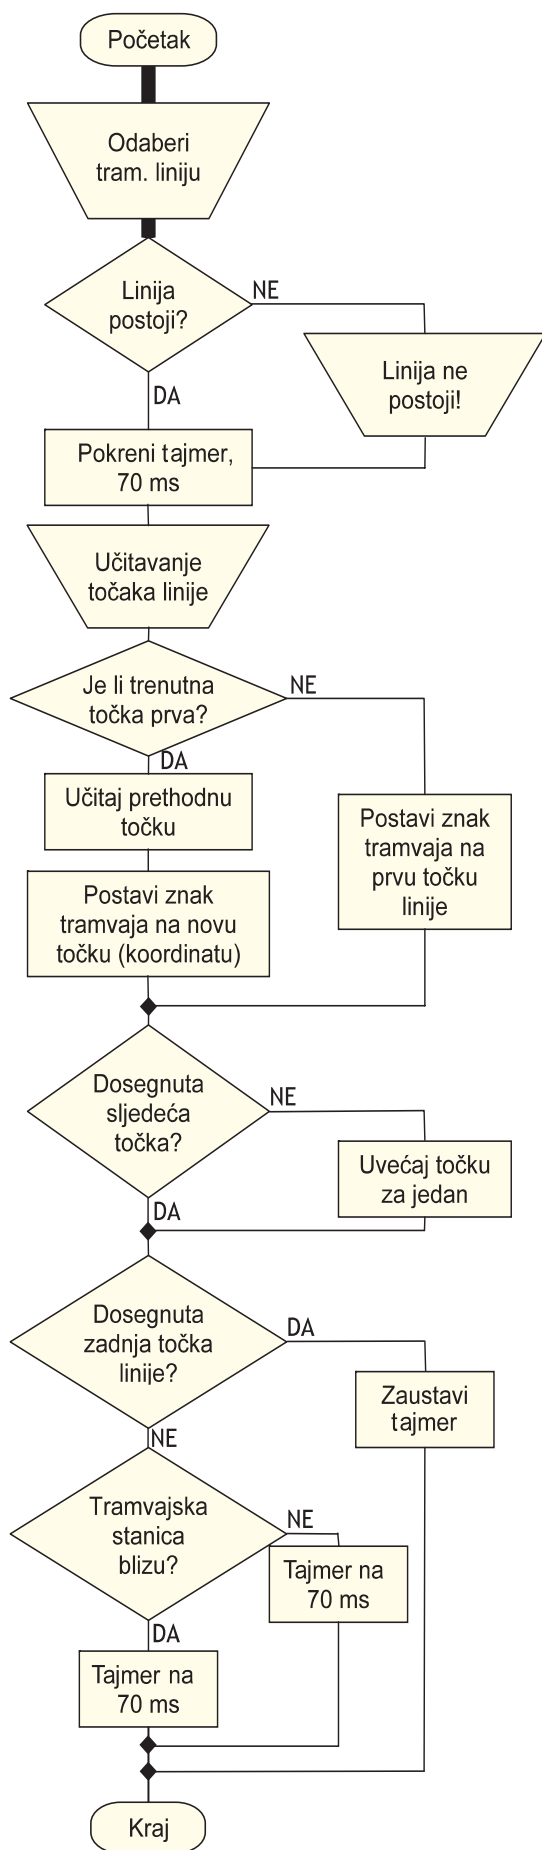 Početak
Odaberi
tram. liniju
Linija
postoji?
NE
Linija ne
postoji!
DA
Pokreni tajmer,
70 ms
Učitavanje
točaka linije
Je li trenutna
točka prva?
NE
DA
Učitaj prethodnu
točku
Postavi znak
tramvaja na
prvu točku
linije
Postavi znak
tramvaja na novu
točku (koordinatu)
Dosegnuta
sljedeća
točka?
NE
Uvećaj točku
za jedan
DA
Dosegnuta
zadnja točka
linije?
DA
Zaustavi
tajmer
NE
Tramvajska
stanica
blizu?
NE
Tajmer na
70 ms
DA
Tajmer na
70 ms
Kraj